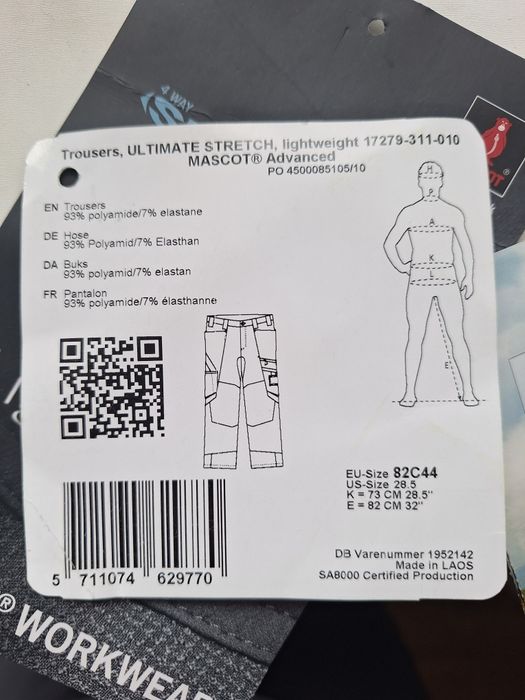 4 WAY
Trousers, ULTIMATE STRETCH, lightweight 17279-311-010
MASCOT® Advanced
PO 4500085105/10
EN Trousers
93% polyamide/7% elastane
DE Hose
93% Polyamid/7% Elasthan
DA Buks
93% polyamid/7% elastan
FR Pantalon
93% polyamide/7% élasthanne
H
P
A
K
L
E
EU-Size 82C44
US-Size 28.5
K = 73 CM 28.5"
E = 82 CM 32"
5 711074 629770
DB Varenummer 1952142
Made in LAOS
SA8000 Certified Production
® WORKWEAR